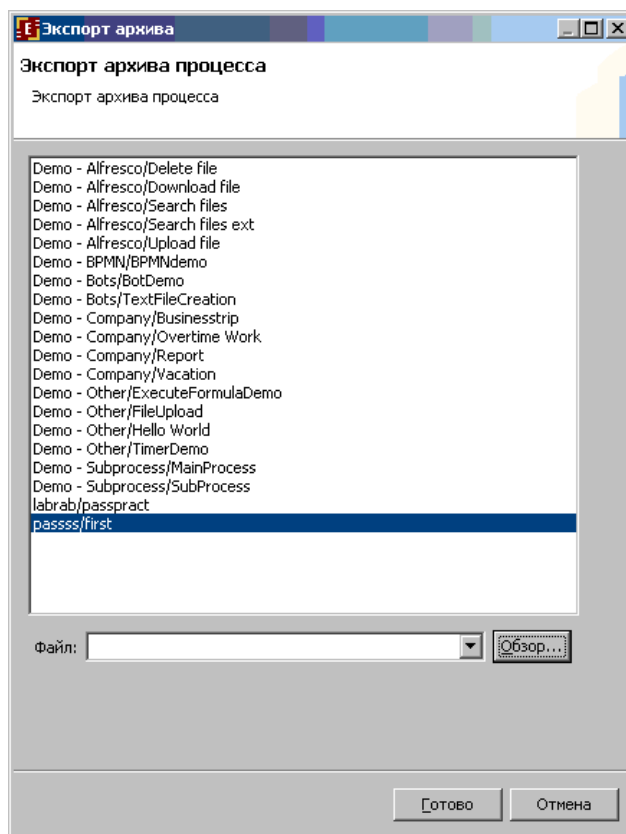 Экспорт архива
Экспорт архива процесса
Экспорт архива процесса
Demo - Alfresco/Delete file
Demo - Alfresco/Download file
Demo - Alfresco/Search files
Demo - Alfresco/Search files ext
Demo - Alfresco/Upload file
Demo - BPMN/BPMNdemo
Demo - Bots/BotDemo
Demo - Bots/TextFileCreation
Demo - Company/Businesstrip
Demo - Company/Overtime Work
Demo - Company/Report
Demo - Company/Vacation
Demo - Other/ExecuteFormulaDemo
Demo - Other/FileUpload
Demo - Other/Hello World
Demo - Other/TimerDemo
Demo - Subprocess/MainProcess
Demo - Subprocess/SubProcess
labrab/passpract
passss/first
Файл: Обзор...
Готово Отмена